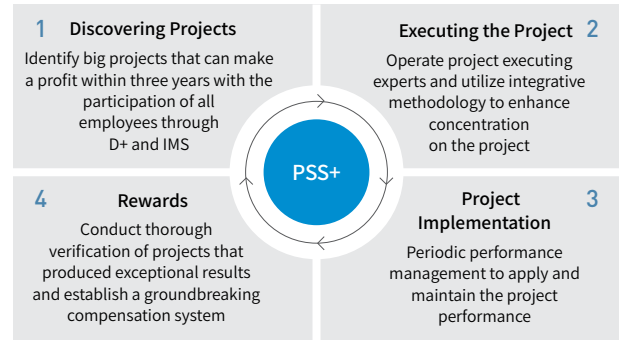 1 Discovering Projects
Identify big projects that can make
a profit within three years with the
participation of all
employees through
D+ and IMS
Executing the Project 2
Operate project executing
experts and utilize integrative
methodology to enhance
concentration
on the project
PSS+
4 Rewards
Conduct thorough
verification of projects that
produced exceptional results
and establish a groundbreaking
compensation system
Project 3
Implementation
Periodic performance
management to apply and
maintain the project
performance